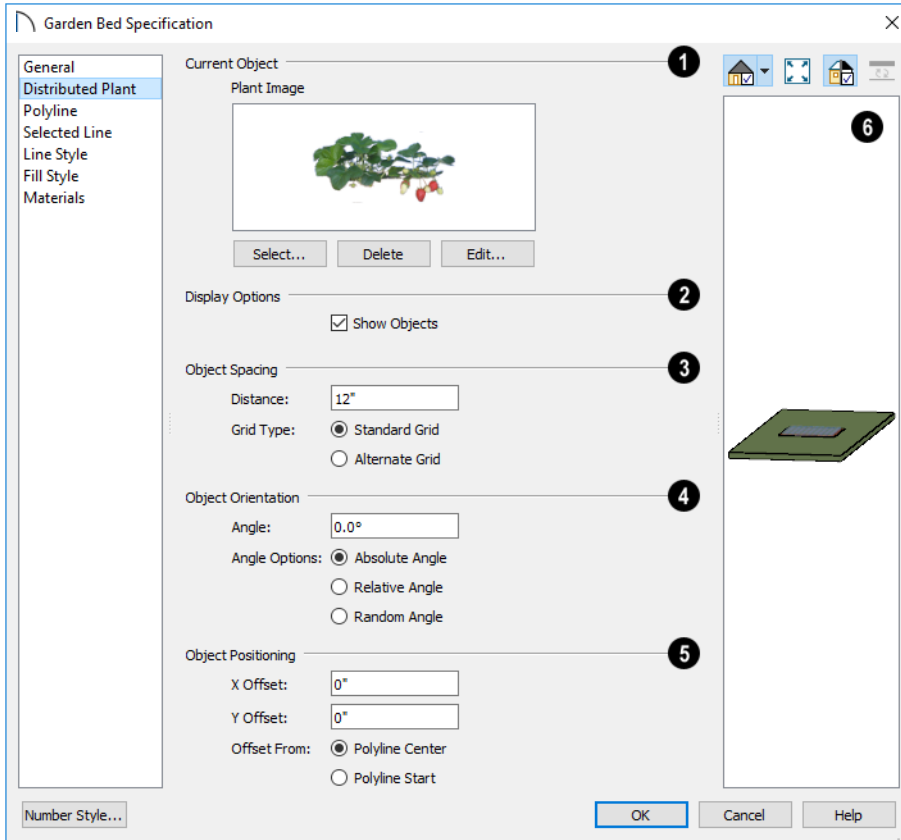 Garden Bed Specification
General
Distributed Plant
Polyline
Selected Line
Line Style
Fill Style
Materials
Current Object
1
Plant Image
Select...
Delete
Edit...
Display Options
2
Show Objects
Object Spacing
3
Distance:
12"
Grid Type:
Standard Grid
Alternate Grid
Object Orientation
4
Angle:
0.0°
Angle Options:
Absolute Angle
Relative Angle
Random Angle
Object Positioning
5
X Offset:
0"
Y Offset:
0"
Offset From:
Polyline Center
Polyline Start
6
Number Style...
OK
Cancel
Help